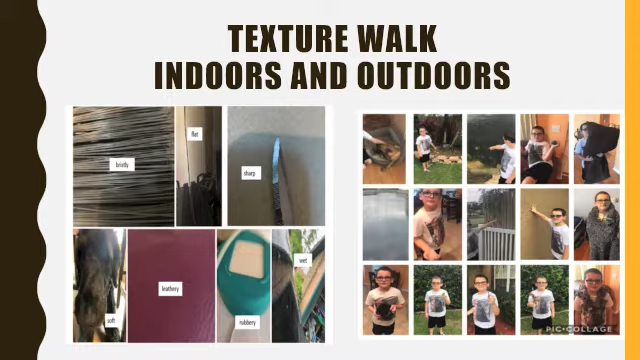 TEXTURE WALK
INDOORS AND OUTDOORS
bristly
flat
sharp
soft
leathery
rubbery
wet
PIC•COLLAGE